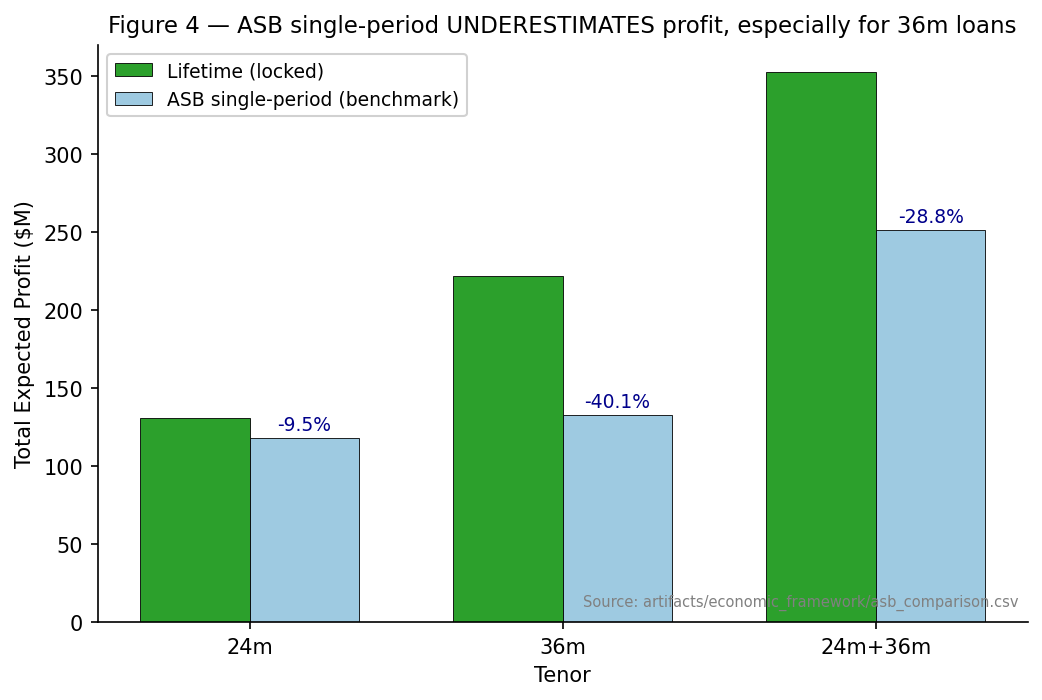 Figure 4 — ASB single-period UNDERESTIMATES profit, especially for 36m loans
Lifetime (locked)
ASB single-period (benchmark)
Total Expected Profit ($M)
350
300
250
200
150
100
50
0
-9.5%
-40.1%
-28.8%
Source: artifacts/economic_framework/asb_comparison.csv
24m
36m
24m+36m
Tenor